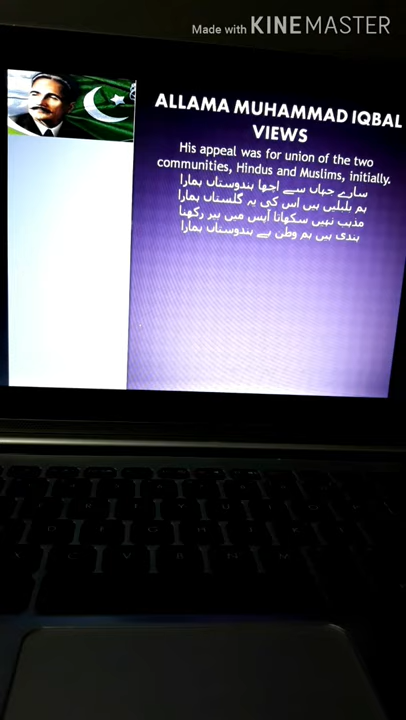 Made with KINEMASTER
ALLAMA MUHAMMAD IQBAL
VIEWS
His appeal was for union of the two
communities, Hindus and Muslims, initially.
سارے جہاں سے اچھا ہندوستاں ہمارا
ہم بلبلیں ہیں اس کی یہ گلستاں ہمارا
مذہب نہیں سکھاتا آپس میں بیر رکھنا
ہندی ہیں ہم وطن ہے ہندوستاں ہمارا